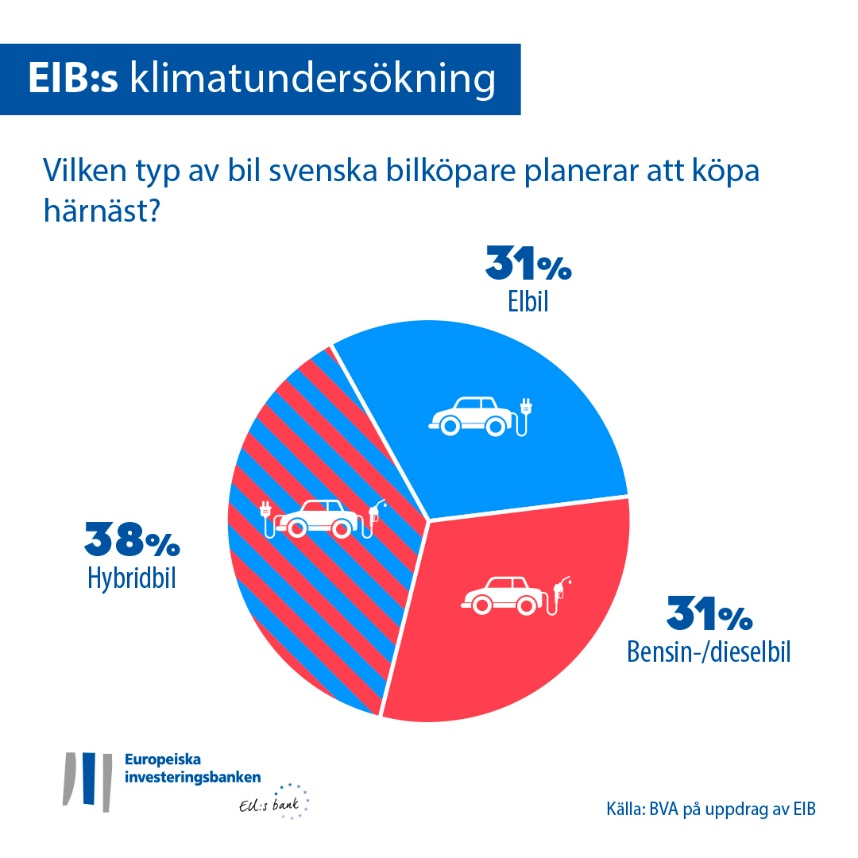 EIB:s klimatundersökning
Vilken typ av bil svenska bilköpare planerar att köpa
härnäst?
31%
Elbil
38%
Hybridbil
31%
Bensin-/dieselbil
Europeiska
investeringsbanken
EU:s bank
Källa: BVA på uppdrag av EIB